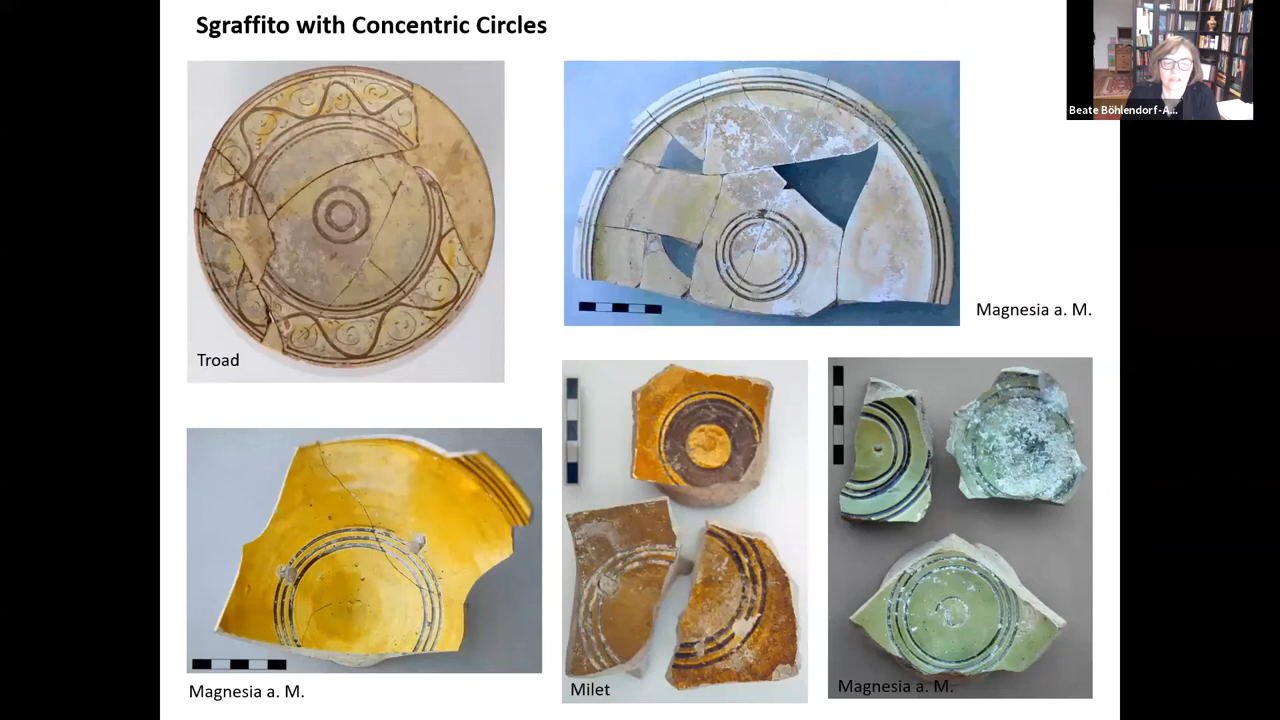 Sgraffito with Concentric Circles
Beate Böhlendorf-A...
Troad
Magnesia a. M.
Magnesia a. M.
Milet
Magnesia a. M.